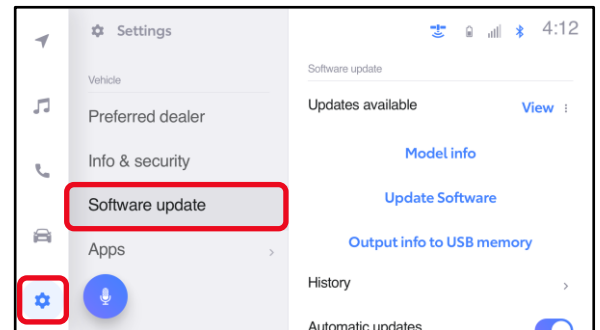 Settings
4:12
Vehicle
Preferred dealer
Info & security
Software update
Apps
Software update
Updates available View
Model info
Update Software
Output info to USB memory
History
Automatic updates